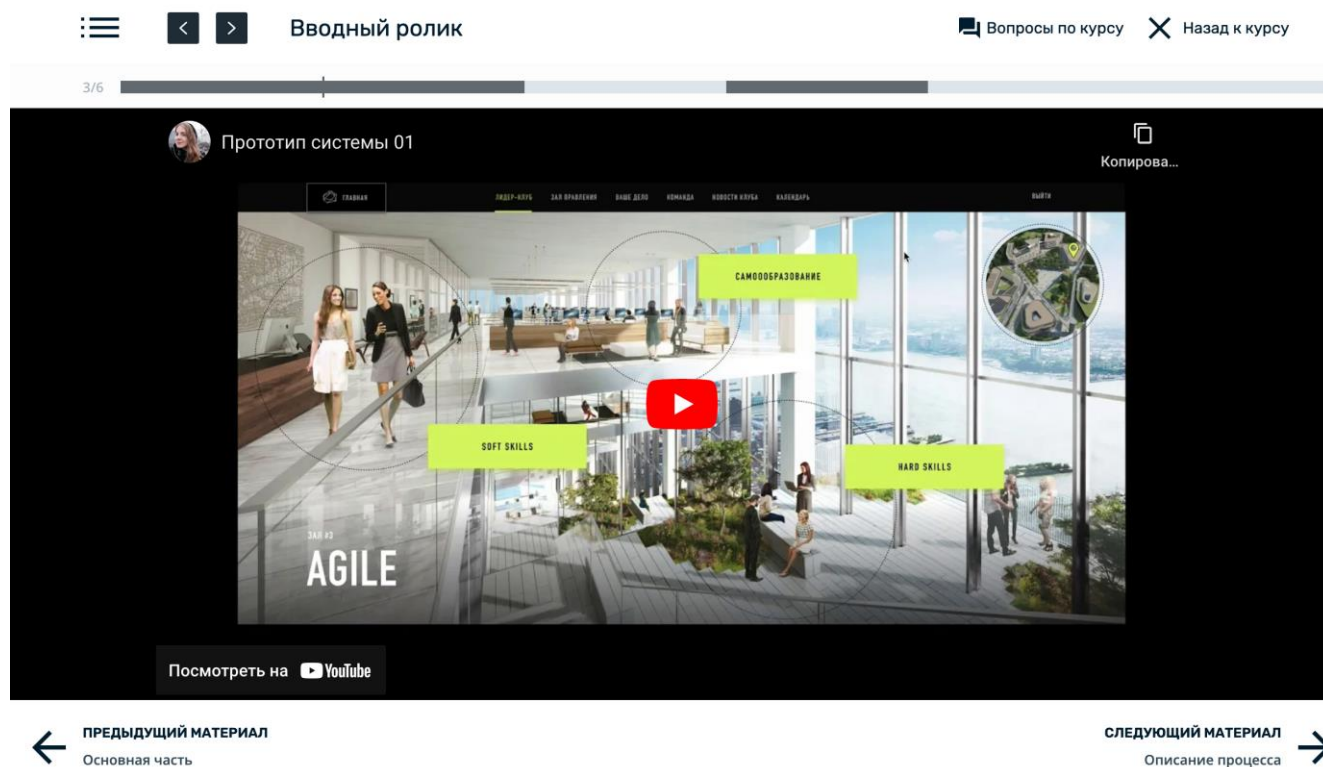 Вводный ролик
Вопросы по курсу
Назад к курсу
3/6
Прототип системы 01
Копирова...
ГЛАВНАЯ
ЛИДЕР-КЛУБ ЗАЛ ПРАВЛЕНИЯ ВАШЕ ДЕЛО КОМАНДА НОВОСТИ КЛУБА КАЛЕНДАРЬ
ВЫЙТИ
САМОООБРАЗОВАНИЕ
SOFT SKILLS
HARD SKILLS
ЗАЛ #2
AGILE
Посмотреть на YouTube
ПРЕДЫДУЩИЙ МАТЕРИАЛ
Основная часть
СЛЕДУЮЩИЙ МАТЕРИАЛ
Описание процесса